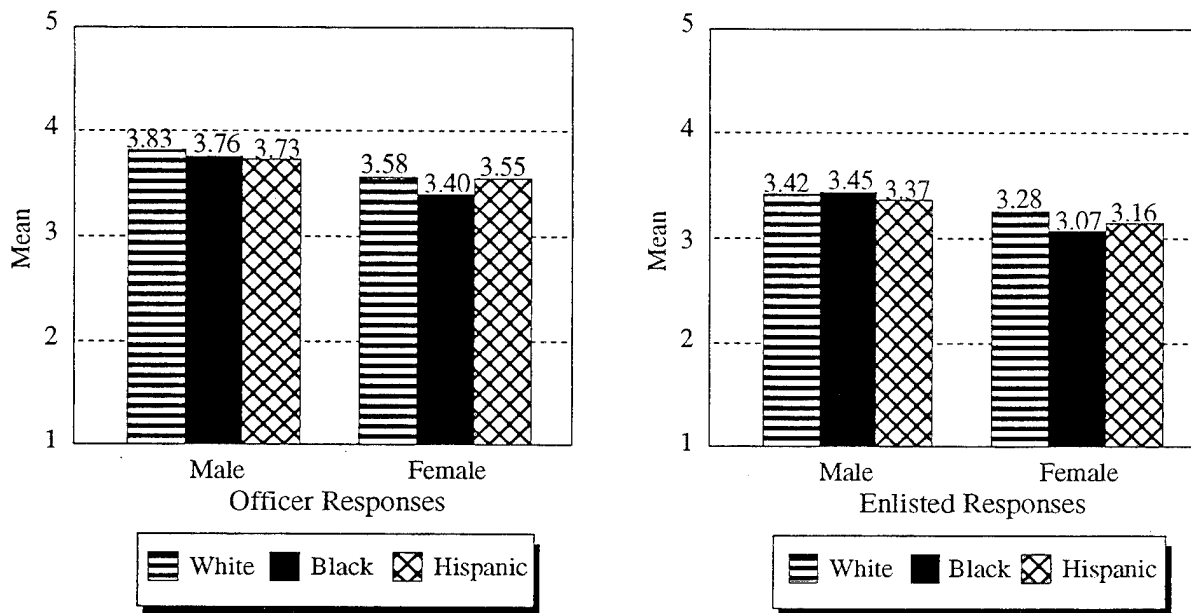 5
4
3
2
1
Mean
3.83 3.76 3.73
3.58 3.40 3.55
Male Female
Officer Responses
White Black Hispanic
5
4
3
2
1
Mean
3.42 3.45 3.37
3.28 3.07 3.16
Male Female
Enlisted Responses
White Black Hispanic